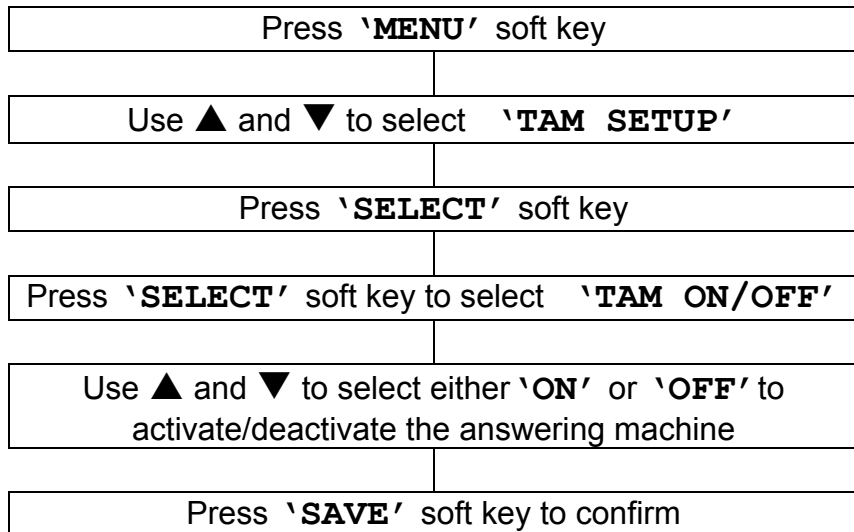 Press ‘MENU’ soft key
Use ▲ and ▼ to select ‘TAM SETUP’
Press ‘SELECT’ soft key
Press ‘SELECT’ soft key to select ‘TAM ON/OFF’
Use ▲ and ▼ to select either ‘ON’ or ‘OFF’ to
activate/deactivate the answering machine
Press ‘SAVE’ soft key to confirm